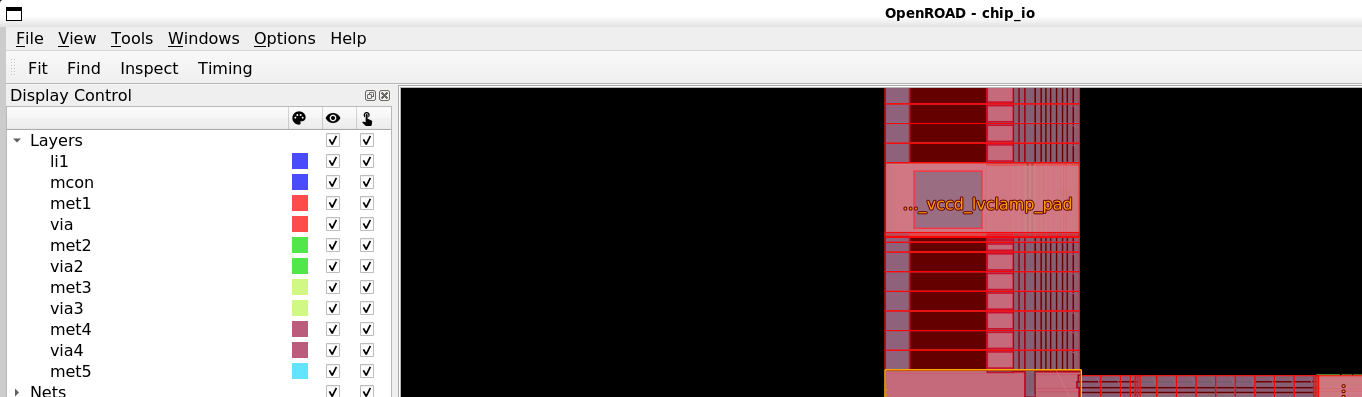 OpenROAD - chip_io
File View Tools Windows Options Help
Fit Find Inspect Timing
Display Control
Layers
li1
mcon
met1
via
met2
via2
met3
via3
met4
via4
met5
Nets
..._vccd_lvclamp_pad